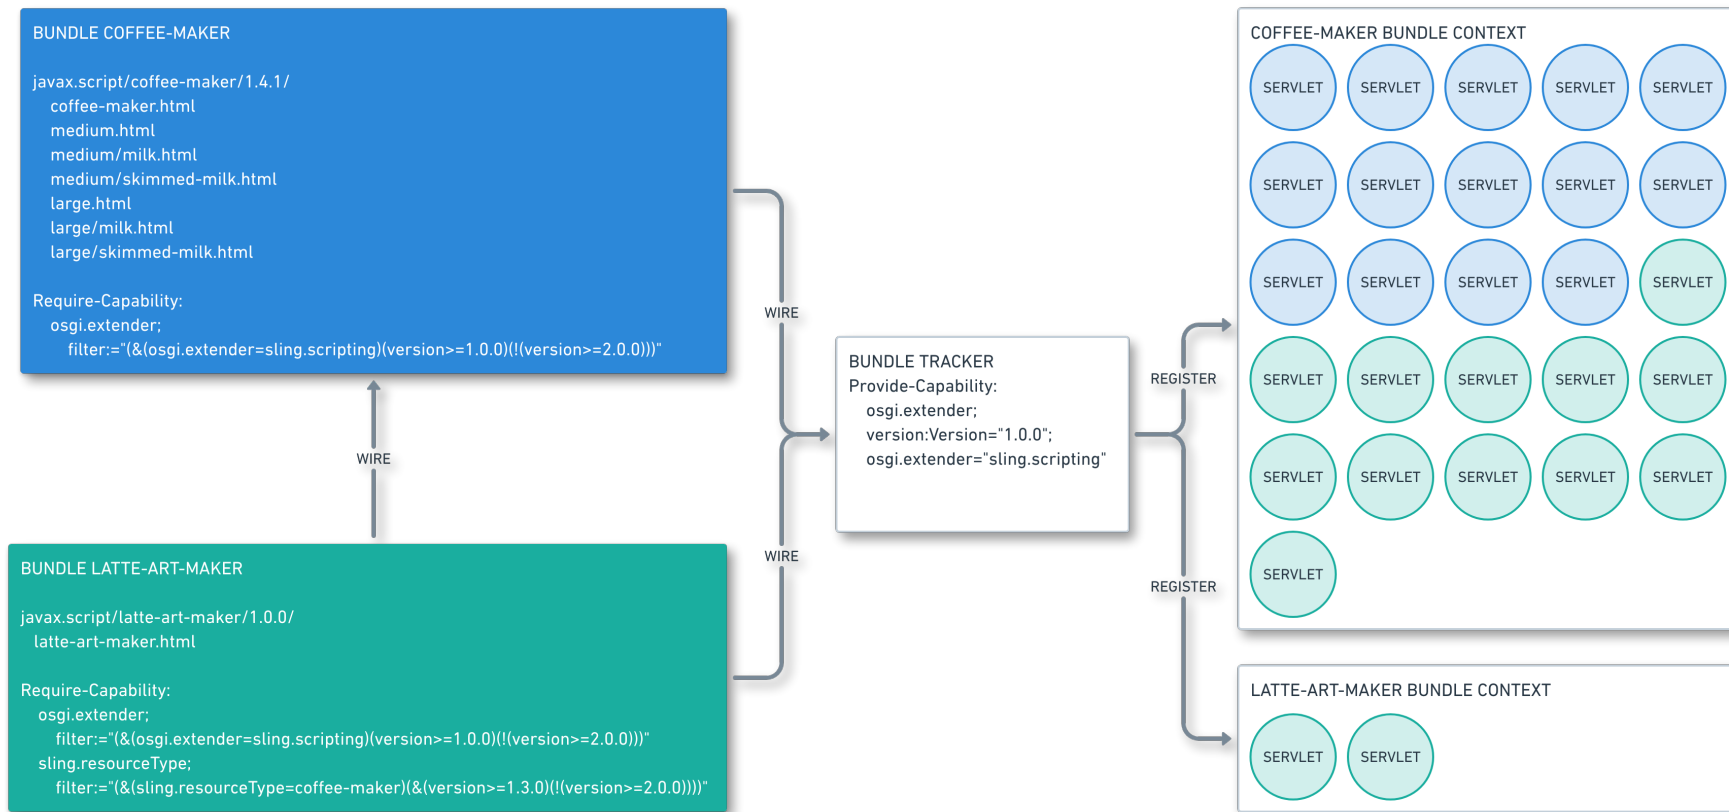 BUNDLE COFFEE-MAKER
javax.script/coffee-maker/1.4.1/
coffee-maker.html
medium.html
medium/milk.html
medium/skimmed-milk.html
large.html
large/milk.html
large/skimmed-milk.html
Require-Capability:
osgi.extender;
filter:="(&(osgi.extender=sling.scripting)(version>=1.0.0)(!(version>=2.0.0)))"
WIRE
BUNDLE LATTE-ART-MAKER
javax.script/latte-art-maker/1.0.0/
latte-art-maker.html
Require-Capability:
osgi.extender;
filter:="(&(osgi.extender=sling.scripting)(version>=1.0.0)(!(version>=2.0.0)))"
sling.resourceType;
filter:="(&(sling.resourceType=coffee-maker)(&(version>=1.3.0)(!(version>=2.0.0))))"
WIRE
WIRE
BUNDLE TRACKER
Provide-Capability:
osgi.extender;
version:Version="1.0.0";
osgi.extender="sling.scripting"
REGISTER
REGISTER
COFFEE-MAKER BUNDLE CONTEXT
SERVLET SERVLET SERVLET SERVLET SERVLET
SERVLET SERVLET SERVLET SERVLET SERVLET
SERVLET SERVLET SERVLET SERVLET SERVLET
SERVLET SERVLET SERVLET SERVLET SERVLET
SERVLET SERVLET SERVLET SERVLET SERVLET
SERVLET
LATTE-ART-MAKER BUNDLE CONTEXT
SERVLET SERVLET